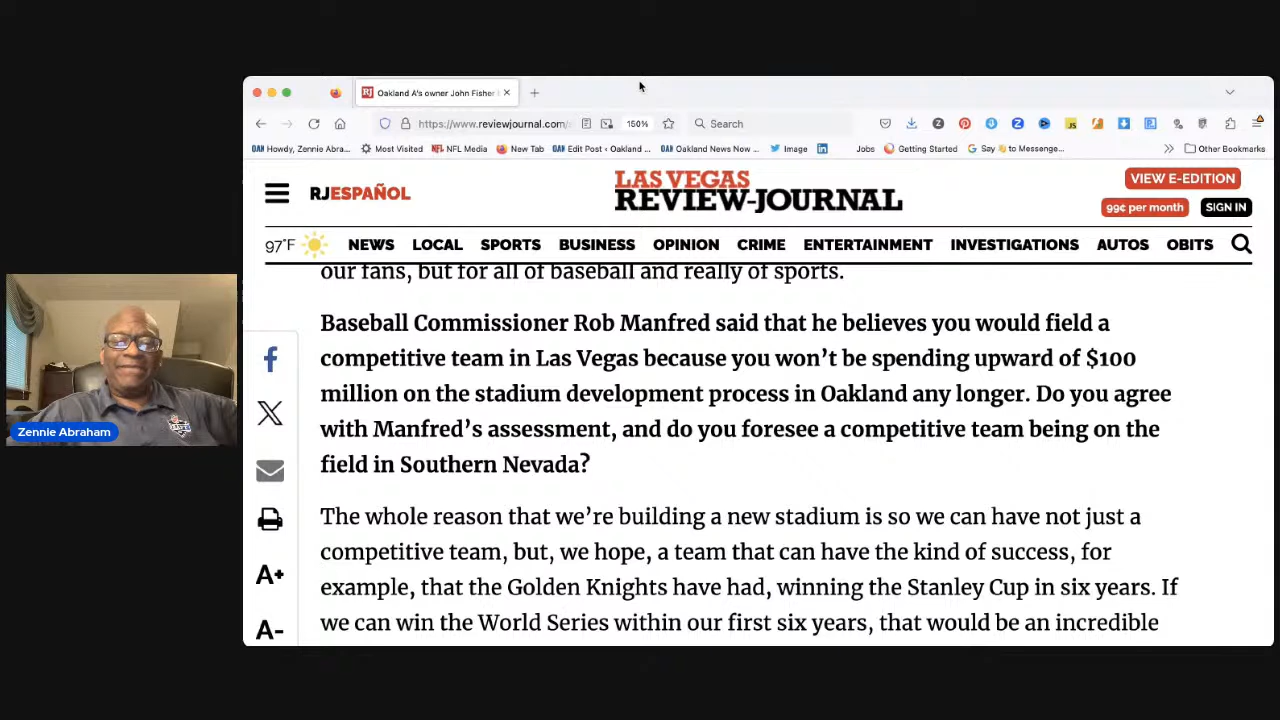 Oakland A's owner John Fisher
https://www.reviewjournal.com/
150%
Search
Howdy, Zennie Abra...
Most Visited
NFL Media
New Tab
Edit Post ‹ Oakland ...
Oakland News Now ...
Image
Jobs
Getting Started
Say 👋 to Messenge...
Other Bookmarks
RJESPAÑOL
LAS VEGAS
REVIEW-JOURNAL
VIEW E-EDITION
99¢ per month
SIGN IN
97°F
NEWS LOCAL SPORTS BUSINESS OPINION CRIME ENTERTAINMENT INVESTIGATIONS AUTOS OBITS
our fans, but for all of baseball and really of sports.
Baseball Commissioner Rob Manfred said that he believes you would field a
competitive team in Las Vegas because you won't be spending upward of $100
million on the stadium development process in Oakland any longer. Do you agree
with Manfred's assessment, and do you foresee a competitive team being on the
field in Southern Nevada?
The whole reason that we're building a new stadium is so we can have not just a
competitive team, but, we hope, a team that can have the kind of success, for
example, that the Golden Knights have had, winning the Stanley Cup in six years. If
we can win the World Series within our first six years, that would be an incredible
A+
A-
Zennie Abraham